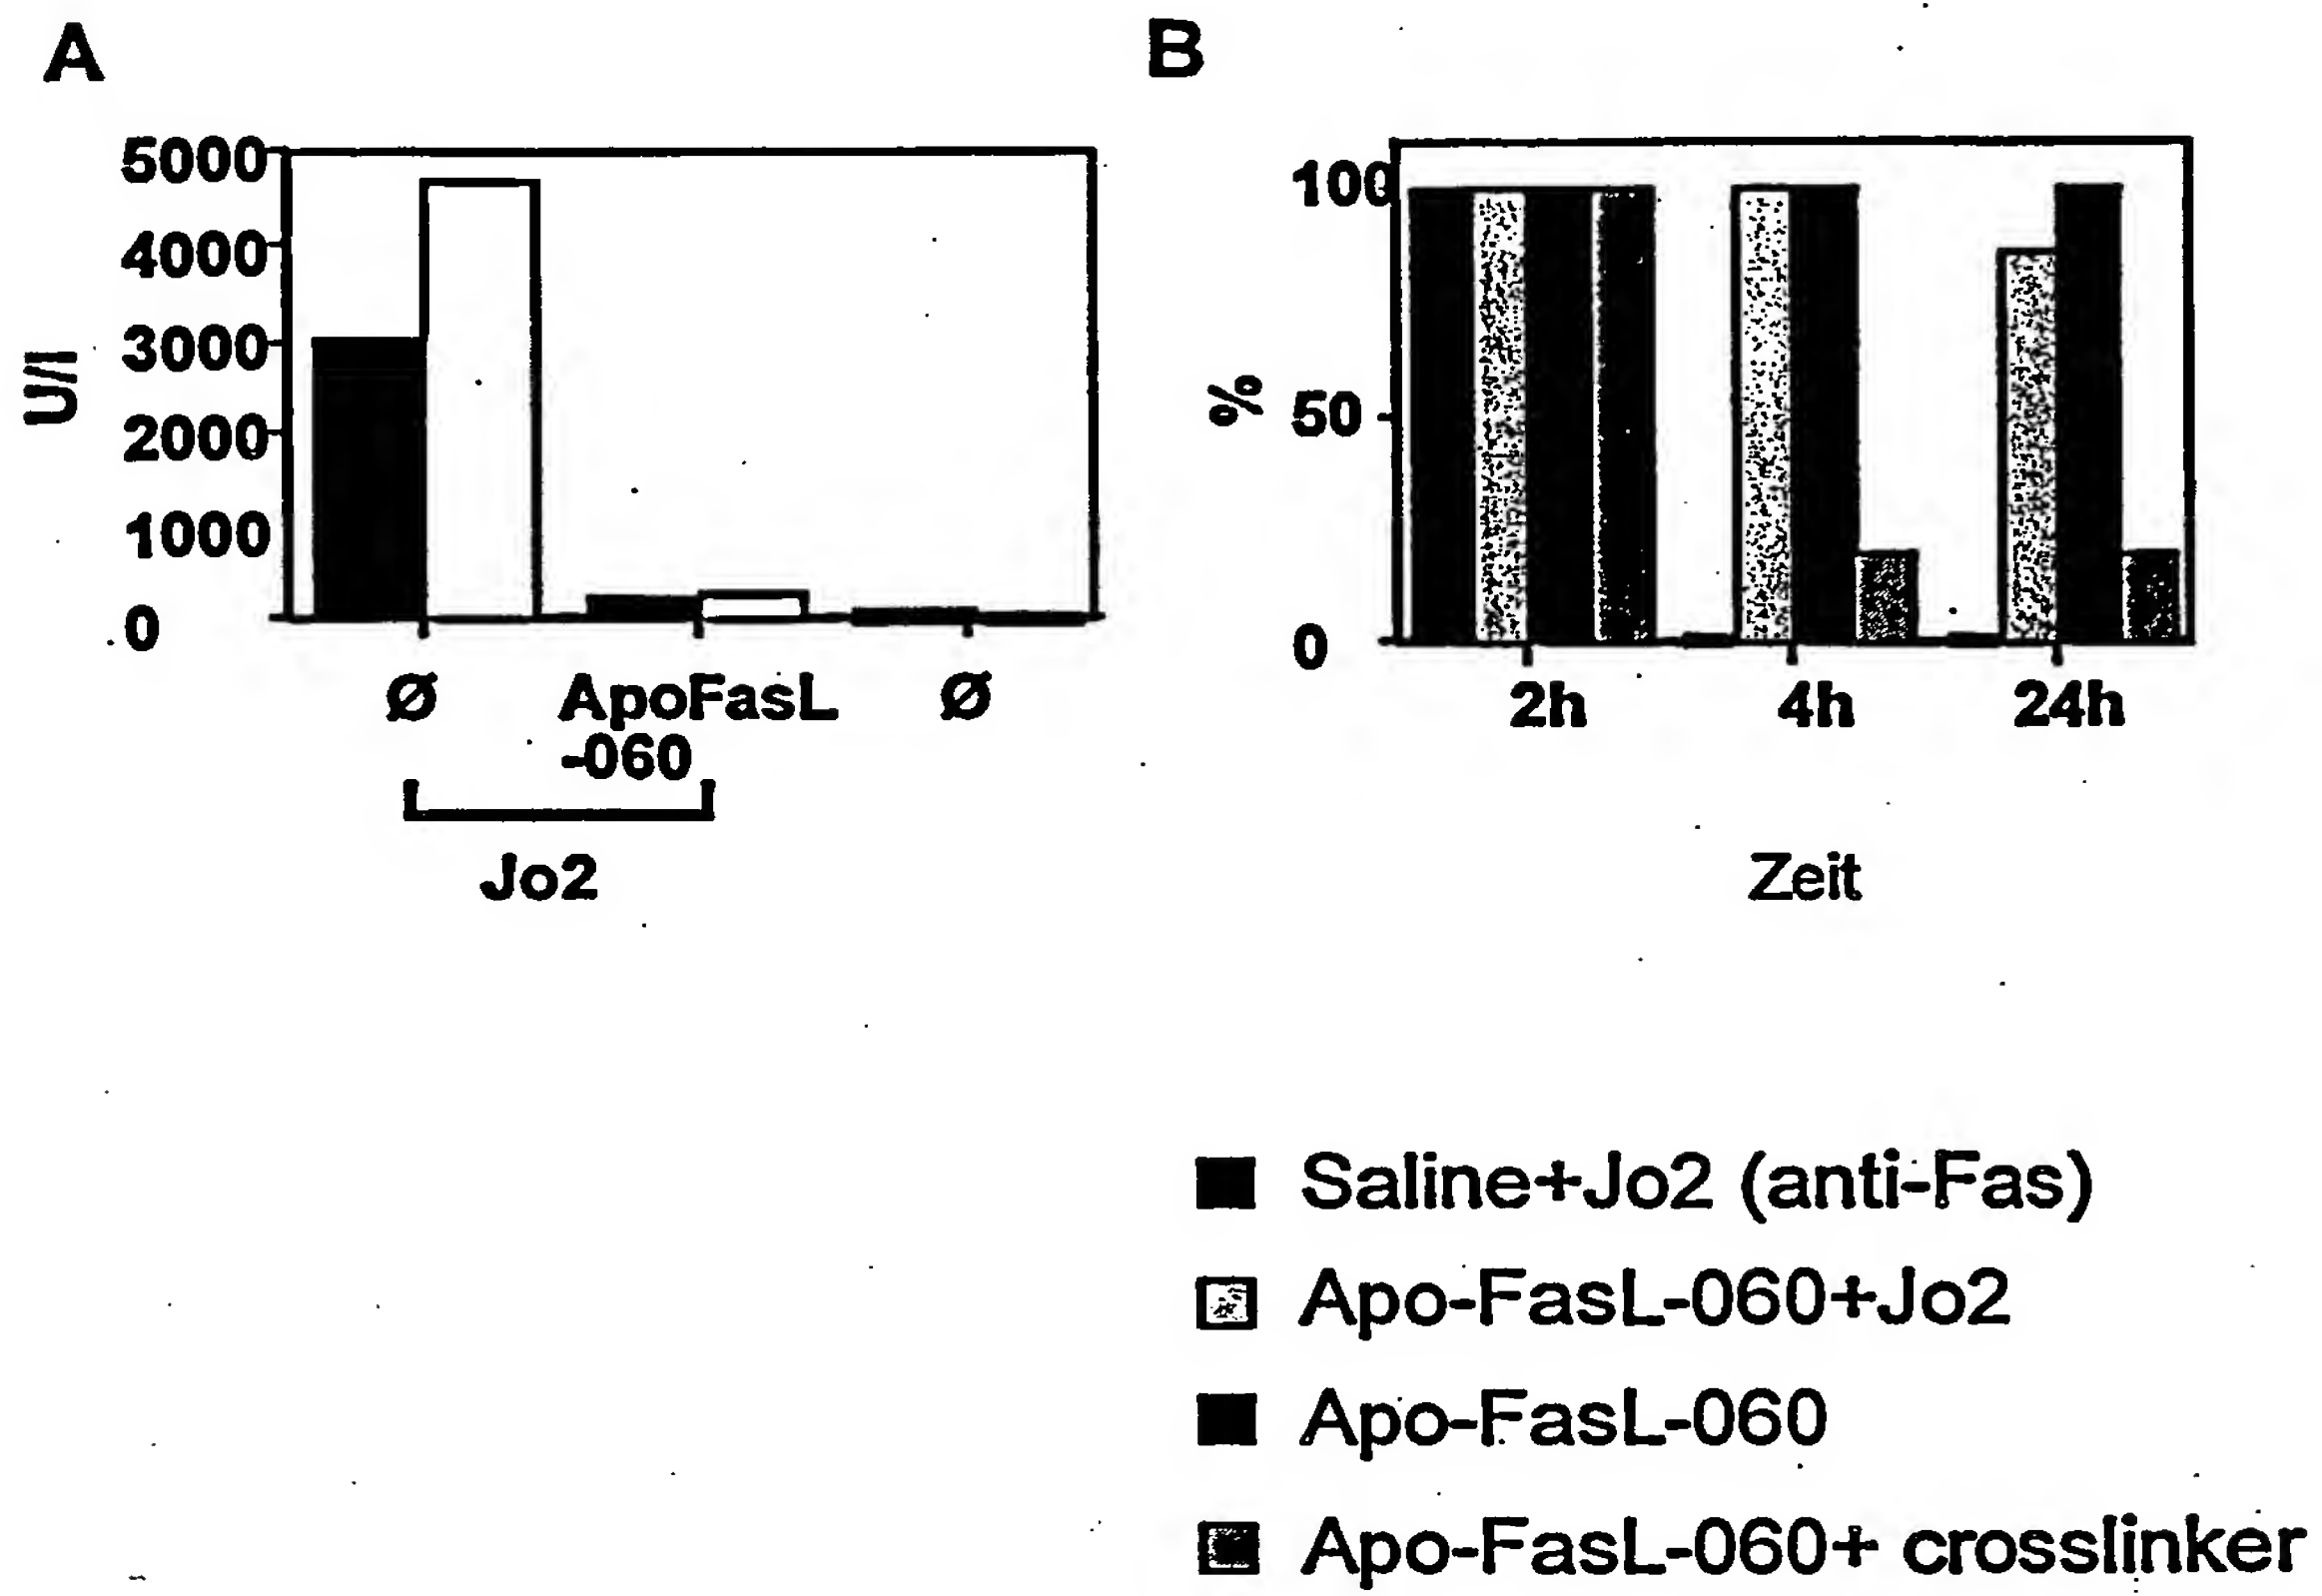 A
5000
4000
3000
2000
1000
0
U/l
Ø ApoFasL Ø
-060
Jo2
B
100
50
0
%
2h 4h 24h
Zeit
Saline+Jo2 (anti-Fas)
Apo-FasL-060+Jo2
Apo-FasL-060
Apo-FasL-060+ crosslinker